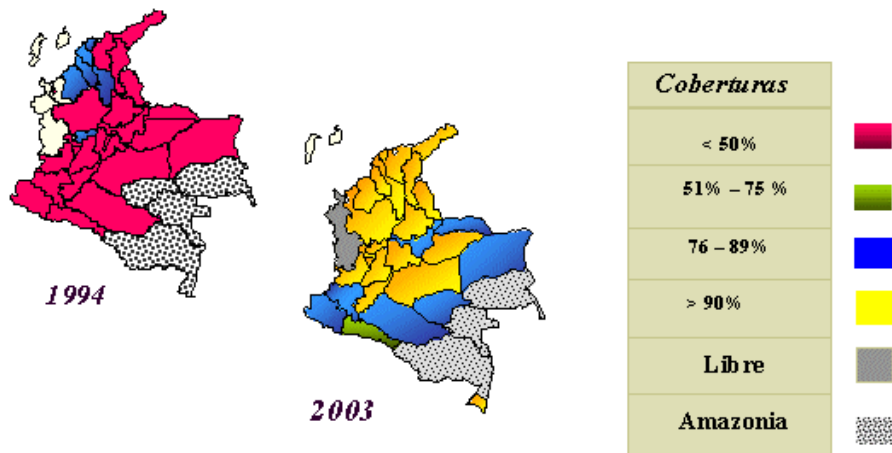 1994
2003
Coberturas
< 50%
51% – 75 %
76 – 89%
> 90%
Libre
Amazonia